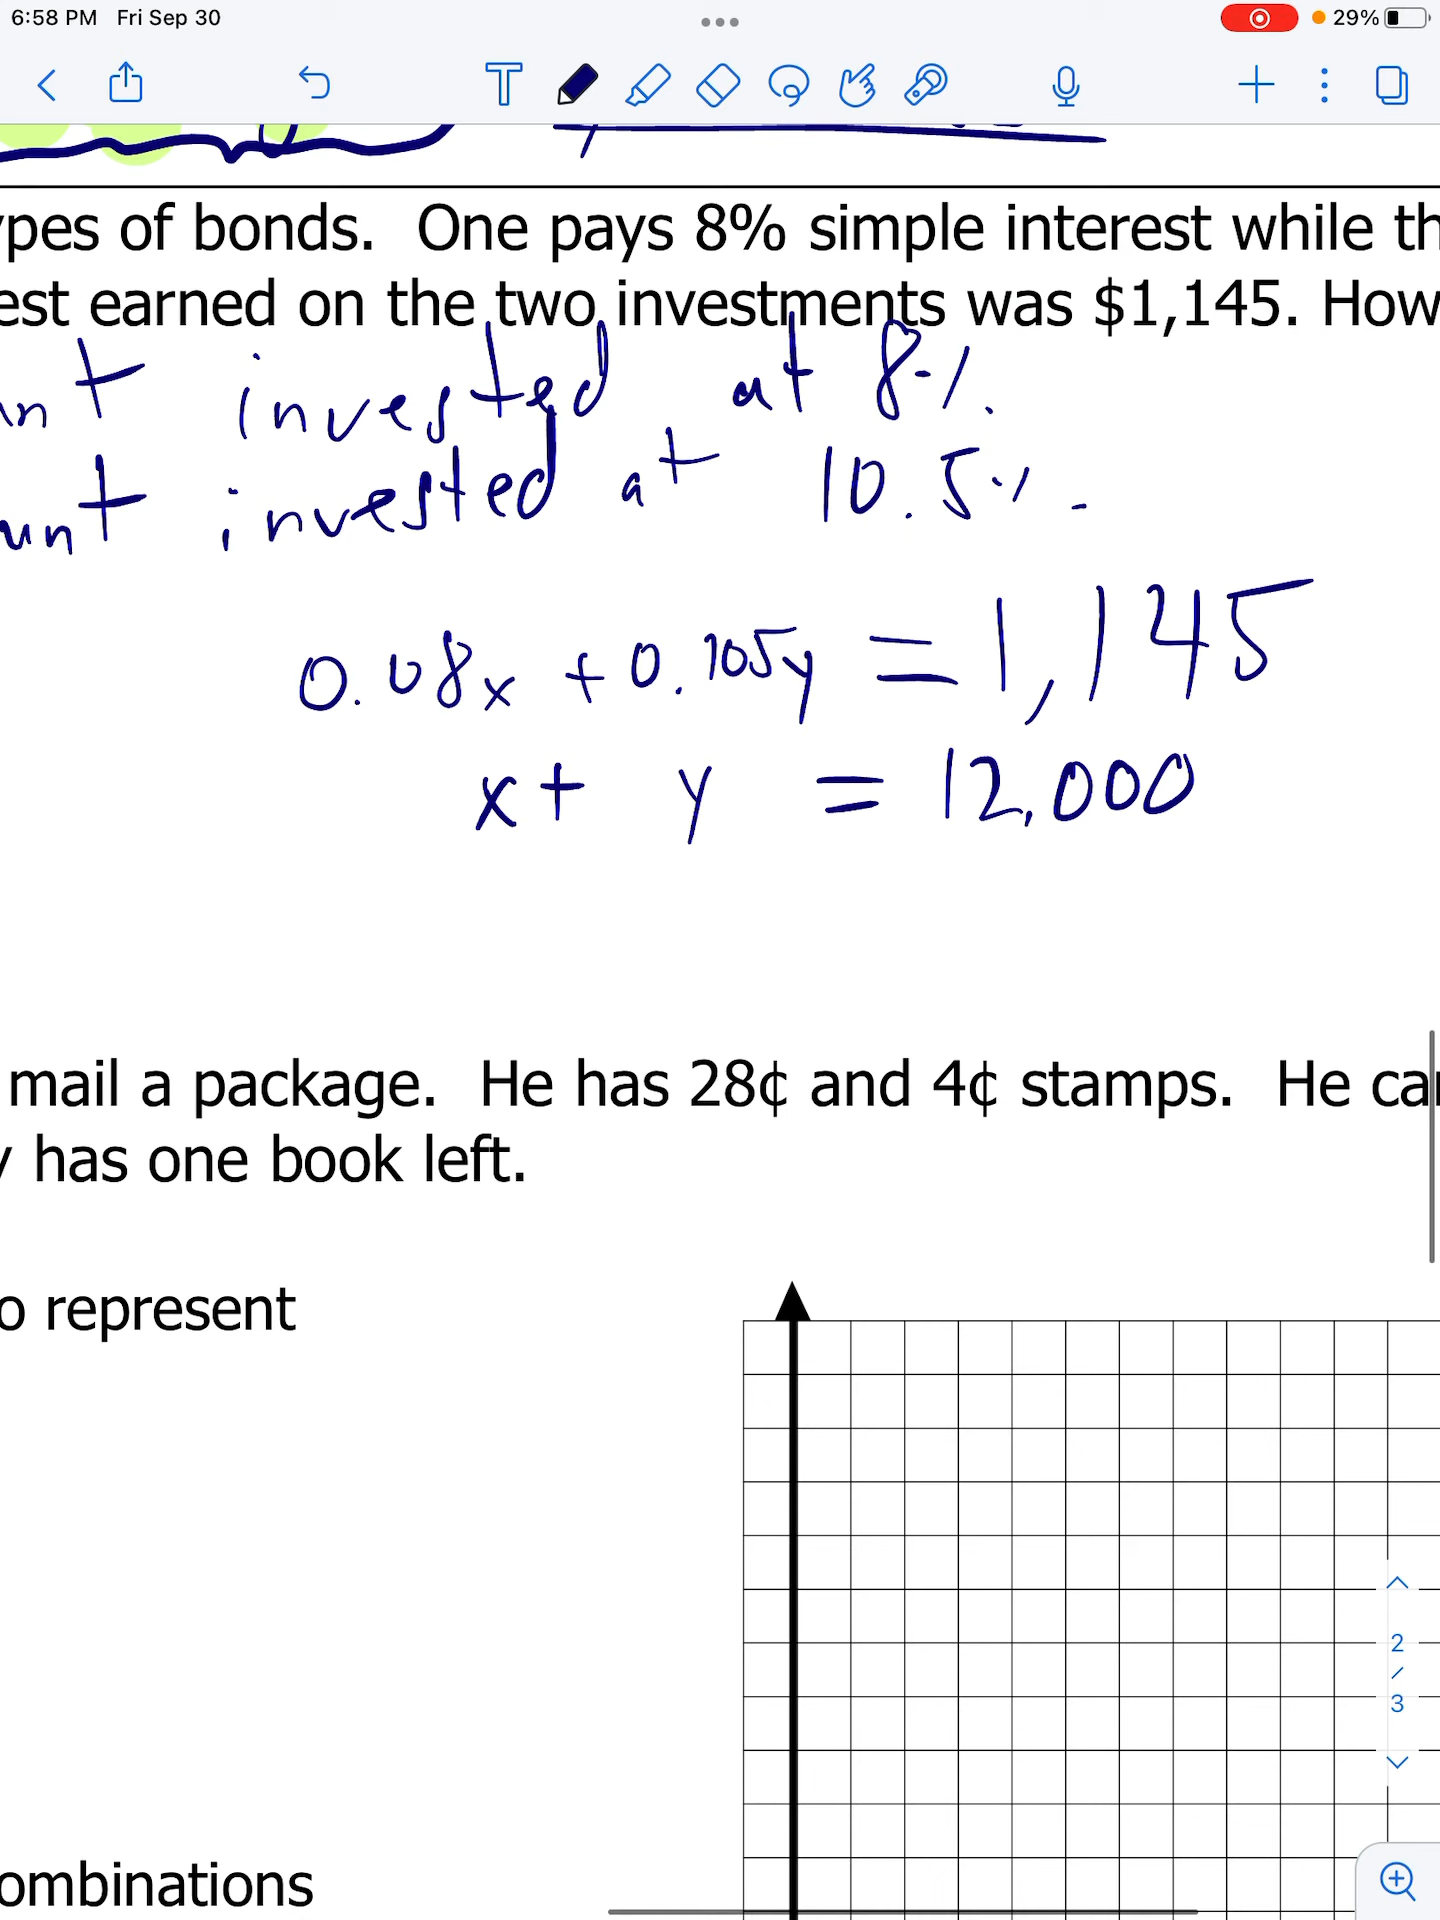 6:58 PM Fri Sep 30
29%
ypes of bonds. One pays 8% simple interest while th
est earned on the two investments was $1,145. How
nt invested at 8%.
unt invested at 10.5%.
0.08x + 0.105y = 1,145
x + y = 12,000
mail a package. He has 28¢ and 4¢ stamps. He ca
y has one book left.
o represent
2
3
ombinations